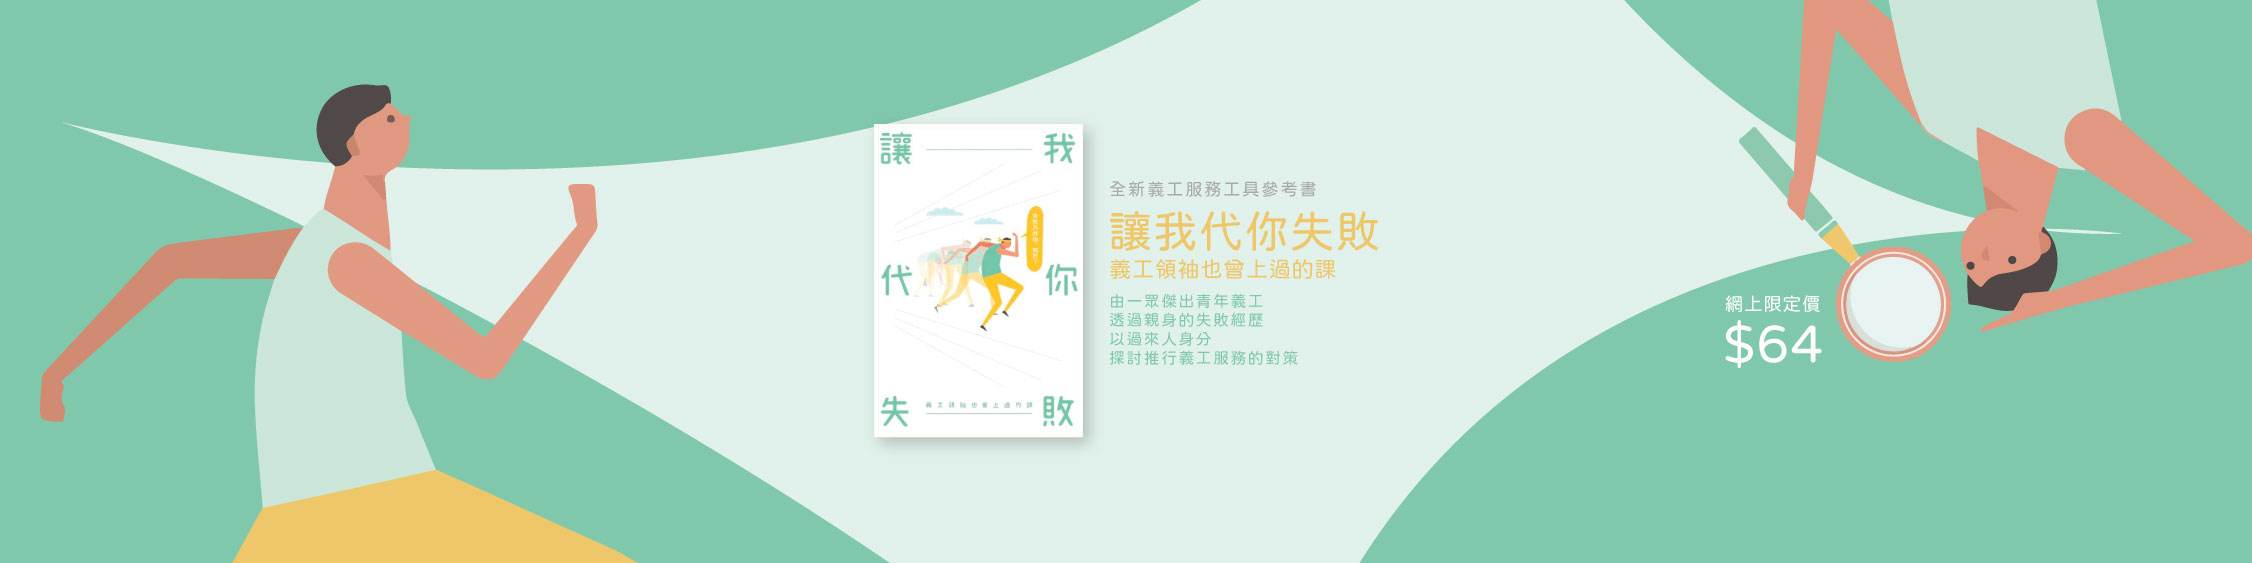 讓 我
代 你
失 敗
義工領袖也曾上過的課
全新義工服務工具參考書
讓我代你失敗
義工領袖也曾上過的課
由一眾傑出青年義工
透過親身的失敗經歷
以過來人身分
探討推行義工服務的對策
網上限定價
$64